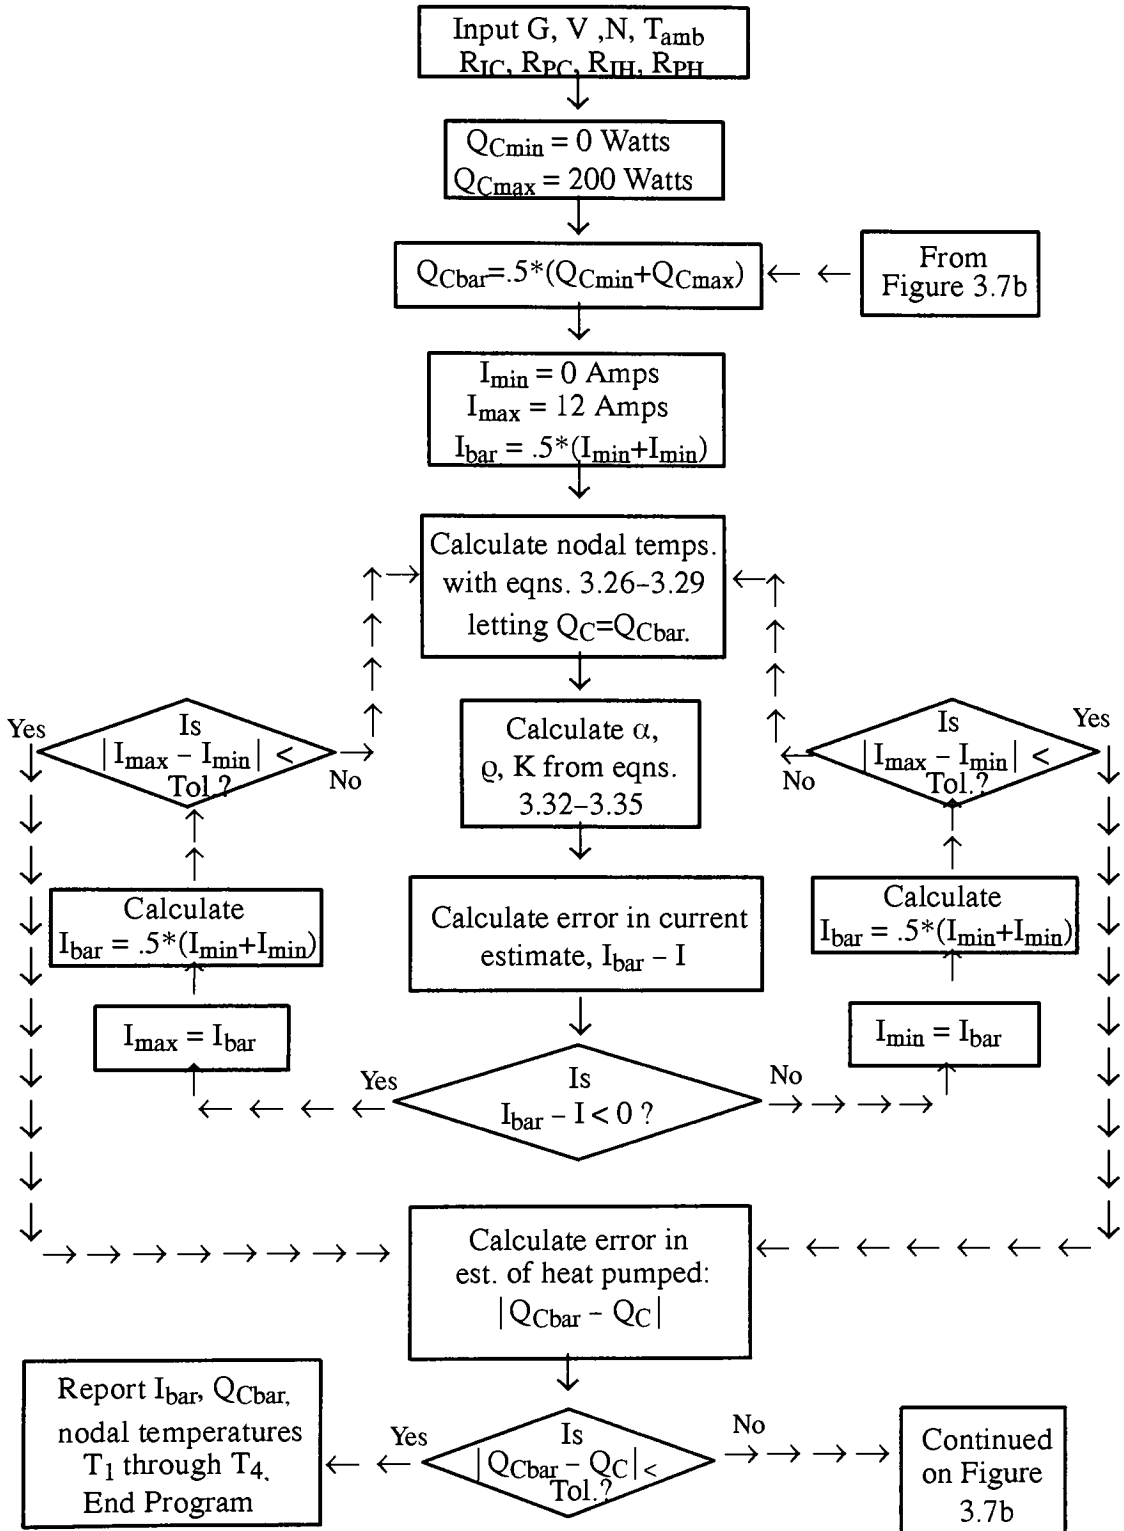 Input G, V ,N, Tamb
RIC, RPC, RIH, RPH
QCmin = 0 Watts
QCmax = 200 Watts
QCbar=.5*(QCmin+QCmax)
From
Figure 3.7b
Imin = 0 Amps
Imax = 12 Amps
Ibar = .5*(Imin+Imin)
Calculate nodal temps.
with eqns. 3.26–3.29
letting QC=QCbar.
Yes
Is
|Imax – Imin| <
Tol.?
No
Calculate α,
ϱ, K from eqns.
3.32–3.35
Yes
Is
|Imax – Imin| <
Tol.?
No
Calculate
Ibar = .5*(Imin+Imin)
Calculate error in current
estimate, Ibar – I
Calculate
Ibar = .5*(Imin+Imin)
Imax = Ibar
Imin = Ibar
Yes
Is
Ibar – I < 0 ?
No
Calculate error in
est. of heat pumped:
|QCbar – QC|
Report Ibar, QCbar,
nodal temperatures
T1 through T4.
End Program
Yes
Is
|QCbar – QC| <
Tol.?
No
Continued
on Figure
3.7b